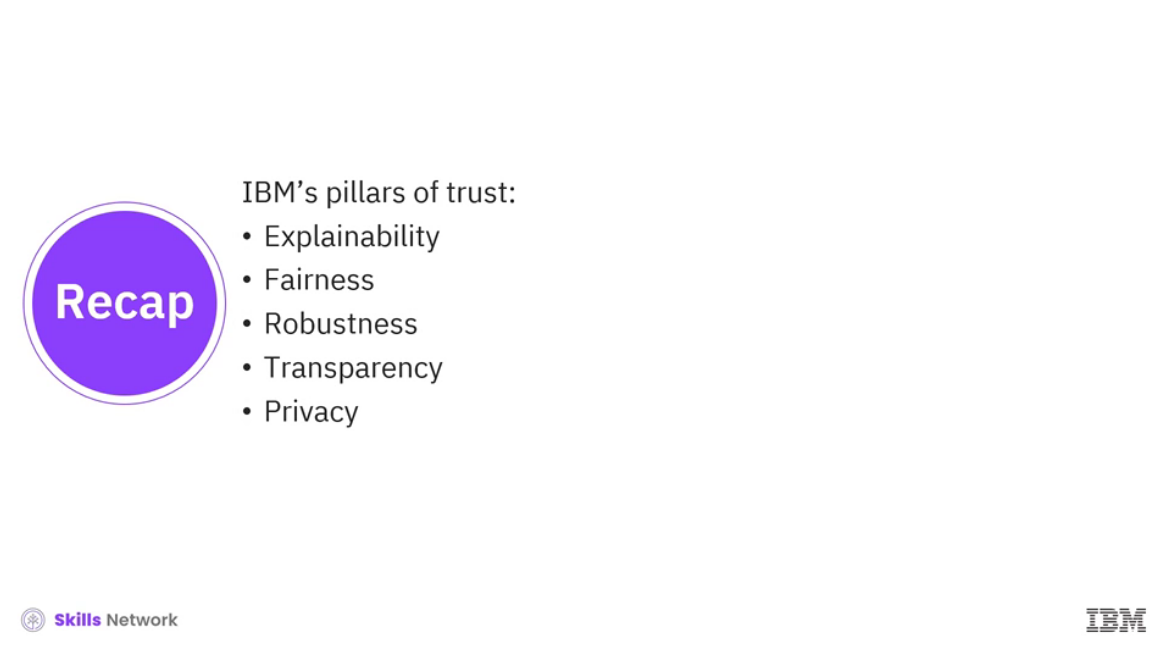 Recap
IBM’s pillars of trust:
• Explainability
• Fairness
• Robustness
• Transparency
• Privacy
Skills Network
IBM